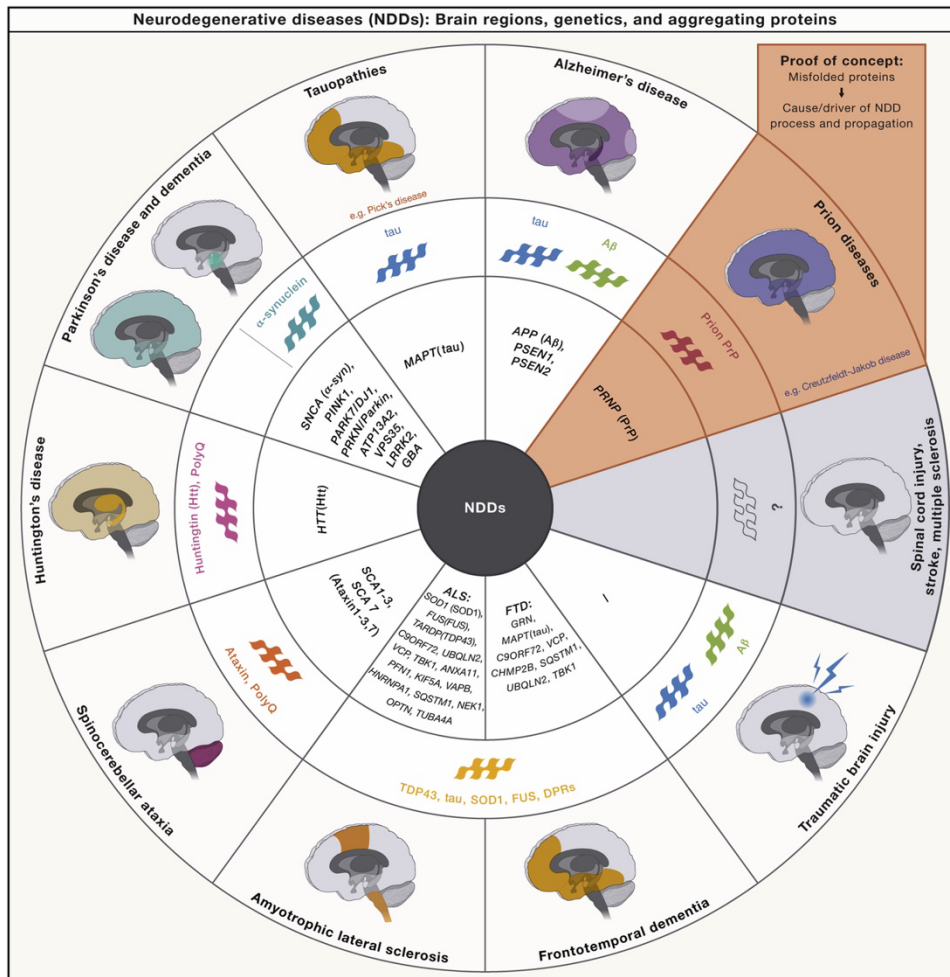 Neurodegenerative diseases (NDDs): Brain regions, genetics, and aggregating proteins
Proof of concept:
Misfolded proteins
Cause/driver of NDD
process and propagation
Alzheimer's disease
tau
Aβ
APP (Aβ),
PSEN1,
PSEN2
Prion diseases
e.g. Creutzfeldt-Jakob disease
Prion PrP
PRNP (PrP)
Spinal cord injury,
stroke, multiple sclerosis
?
Traumatic brain injury
Aβ
tau
Frontotemporal dementia
FTD:
GRN,
MAPT(tau),
C9ORF72, VCP,
CHMP2B, SQSTM1,
UBQLN2, TBK1
TDP43, tau, SOD1, FUS, DPRs
Amyotrophic lateral sclerosis
ALS:
SOD1 (SOD1),
FUS(FUS),
TARDP(TDP43),
C9ORF72, UBQLN2,
VCP, TBK1, ANXA11,
PFN1, KIF5A, VAPB,
HNRNPA1, SQSTM1, NEK1,
OPTN, TUBA4A
Spinocerebellar ataxia
Ataxin, PolyQ
SCA1-3,
SCA 7
(Ataxin1-3,7)
Huntington's disease
Huntingtin (Htt), PolyQ
HTT(Htt)
Parkinson's disease and dementia
α-synuclein
SNCA (α-syn),
PINK1,
PARK7/DJ1,
PRKN/Parkin,
ATP13A2,
VPS35,
LRRK2,
GBA
Tauopathies
e.g. Pick's disease
tau
MAPT(tau)
NDDs